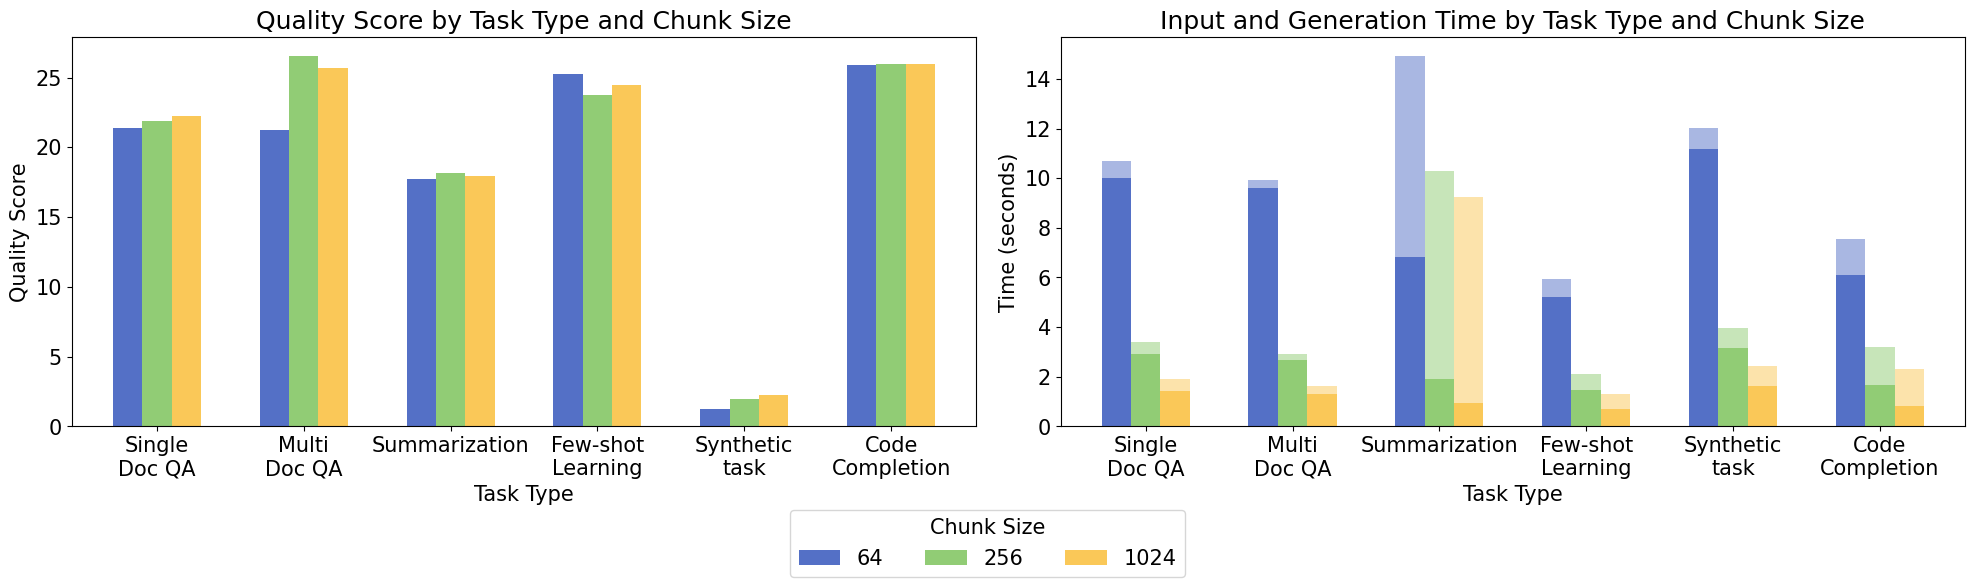 Quality Score by Task Type and Chunk Size
Quality Score
25
20
15
10
5
0
Single
Doc QA
Multi
Doc QA
Summarization
Few-shot
Learning
Synthetic
task
Code
Completion
Task Type
Input and Generation Time by Task Type and Chunk Size
Time (seconds)
14
12
10
8
6
4
2
0
Single
Doc QA
Multi
Doc QA
Summarization
Few-shot
Learning
Synthetic
task
Code
Completion
Task Type
Chunk Size
64 256 1024